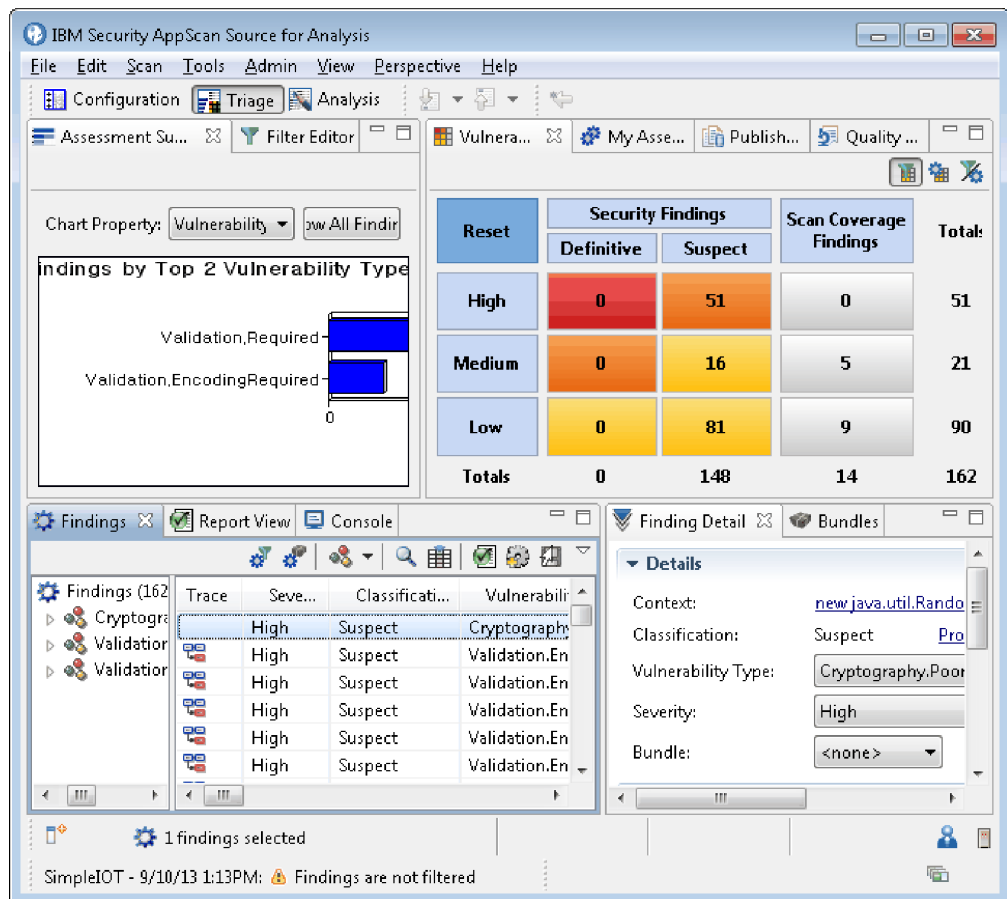 IBM Security AppScan Source for Analysis
File Edit Scan Tools Admin View Perspective Help
Configuration Triage Analysis
Assessment Su... Filter Editor
Chart Property: Vulnerability ow All Findin
indings by Top 2 Vulnerability Type
Validation.Required
Validation.EncodingRequired
0
Vulnera... My Asse... Publish... Quality ...
Reset Security Findings Scan Coverage Findings Totals
Definitive Suspect
High 0 51 0 51
Medium 0 16 5 21
Low 0 81 9 90
Totals 0 148 14 162
Findings Report View Console
Findings (162
Cryptogra
Validation
Validation
Trace Seve... Classificati... Vulnerabili
High Suspect Cryptography
High Suspect Validation.En
High Suspect Validation.En
High Suspect Validation.En
High Suspect Validation.En
High Suspect Validation.En
Finding Detail Bundles
Details
Context: new java.util.Rando
Classification: Suspect Pro
Vulnerability Type: Cryptography.Poor
Severity: High
Bundle: <none>
1 findings selected
SimpleIOT - 9/10/13 1:13PM: Findings are not filtered